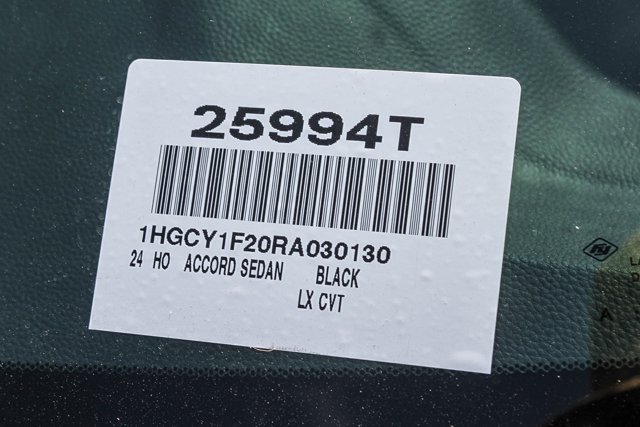 25994T
1HGCY1F20RA030130
24 HO ACCORD SEDAN BLACK
LX CVT